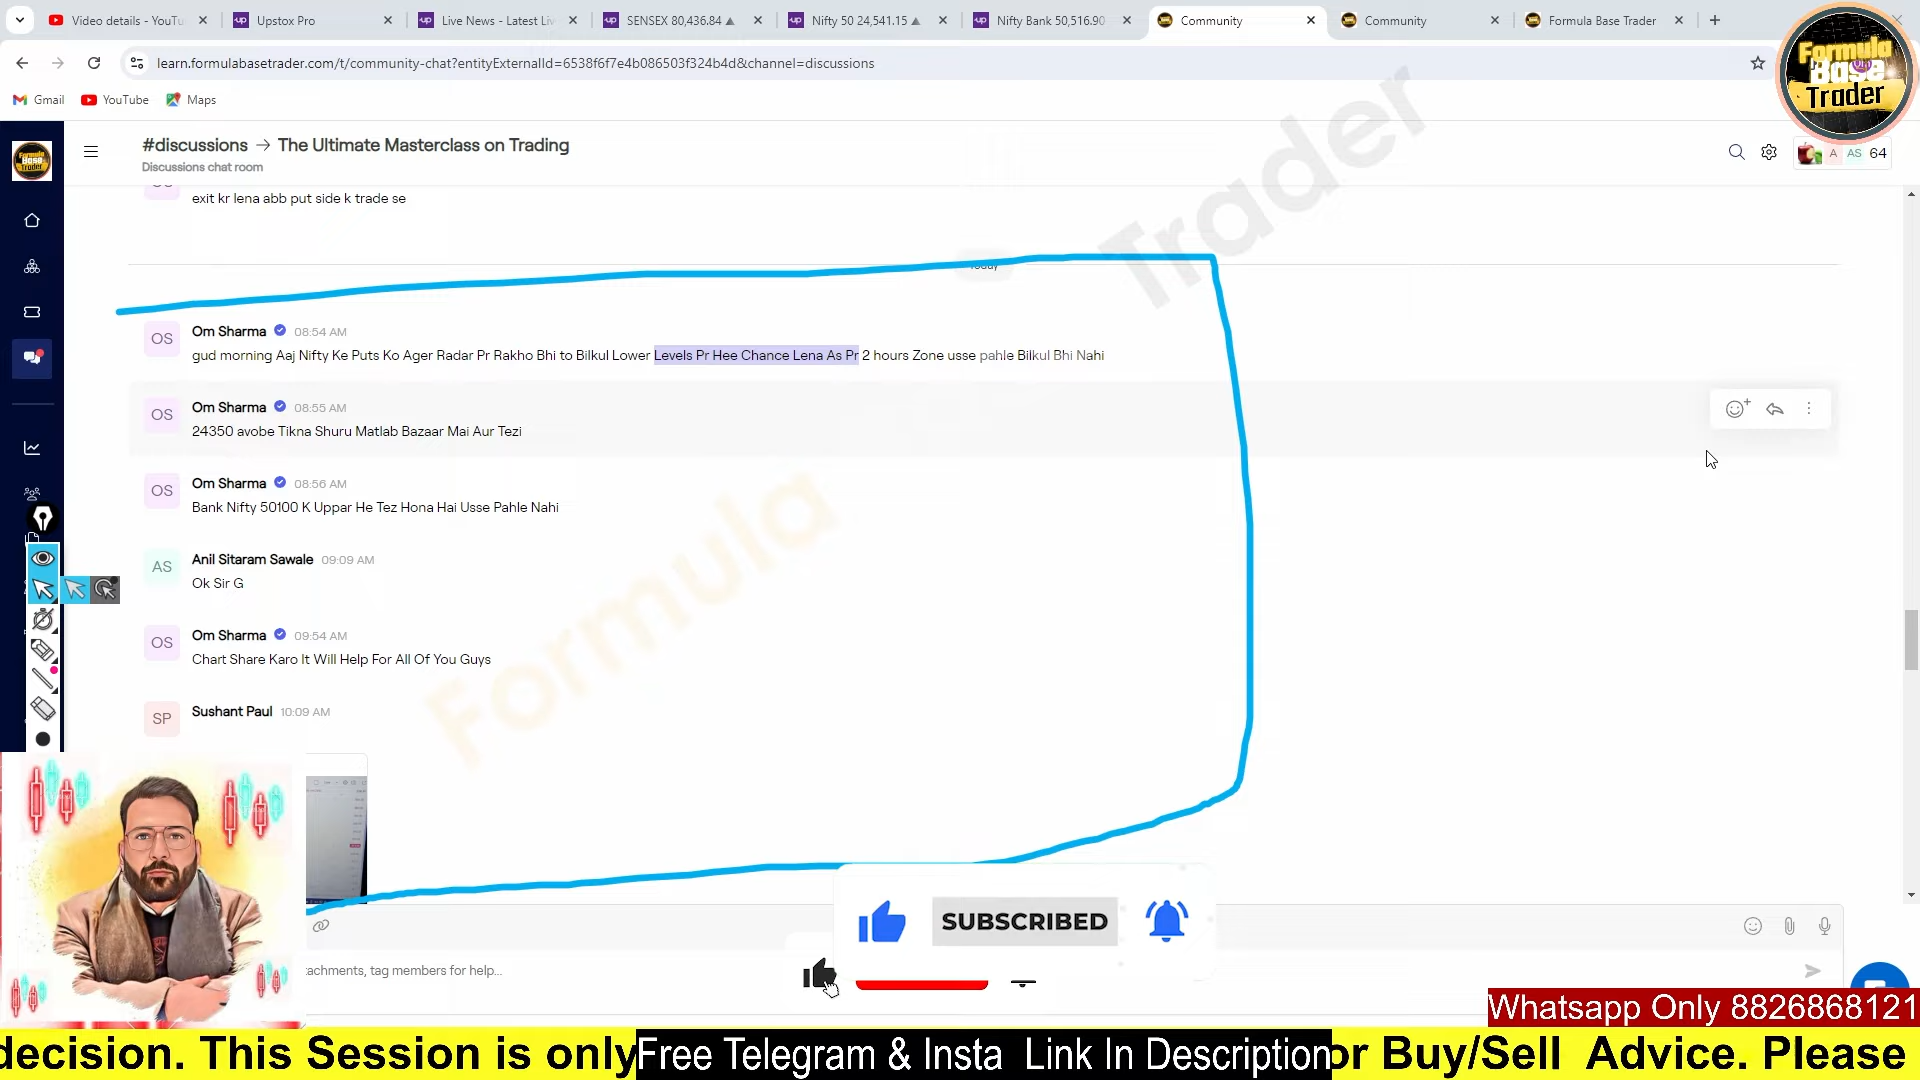 Video details - YouTu
Upstox Pro
Live News - Latest Liv
SENSEX 80,436.84 ▲
Nifty 50 24,541.15 ▲
Nifty Bank 50,516.90
Community
Community
Formula Base Trader
learn.formulabasetrader.com/t/community-chat?entityExternalId=6538f6f7e4b086503f324b4d&channel=discussions
Gmail
YouTube
Maps
Formula
Base
Trader
#discussions → The Ultimate Masterclass on Trading
Discussions chat room
A
AS
64
exit kr lena abb put side k trade se
Today
Trader
OS
Om Sharma 08:54 AM
gud morning Aaj Nifty Ke Puts Ko Ager Radar Pr Rakho Bhi to Bilkul Lower Levels Pr Hee Chance Lena As Pr 2 hours Zone usse pahle Bilkul Bhi Nahi
OS
Om Sharma 08:55 AM
24350 avobe Tikna Shuru Matlab Bazaar Mai Aur Tezi
OS
Om Sharma 08:56 AM
Bank Nifty 50100 K Uppar He Tez Hona Hai Usse Pahle Nahi
AS
Anil Sitaram Sawale 09:09 AM
Ok Sir G
OS
Om Sharma 09:54 AM
Chart Share Karo It Will Help For All Of You Guys
SP
Sushant Paul 10:09 AM
Formula
SUBSCRIBED
tachments, tag members for help...
Whatsapp Only 8826868121
decision. This Session is only
Free Telegram & Insta Link In Description
or Buy/Sell Advice. Please